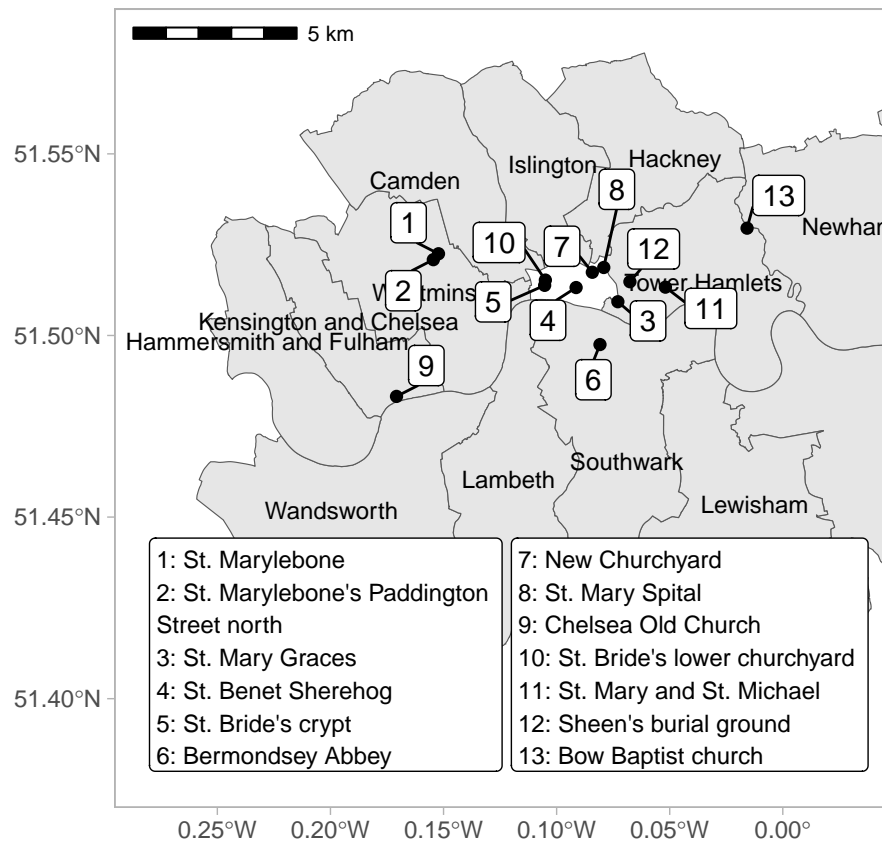 5 km
51.55°N
51.50°N
51.45°N
51.40°N
Hackney
Islington
Camden
8
13
1
Newham
10
7
12
2
5
4
3
11
Tower Hamlets
Kensington and Chelsea
Hammersmith and Fulham
9
6
Southwark
Lambeth
Lewisham
Wandsworth
1: St. Marylebone
2: St. Marylebone's Paddington
Street north
3: St. Mary Graces
4: St. Benet Sherehog
5: St. Bride's crypt
6: Bermondsey Abbey
7: New Churchyard
8: St. Mary Spital
9: Chelsea Old Church
10: St. Bride's lower churchyard
11: St. Mary and St. Michael
12: Sheen's burial ground
13: Bow Baptist church
0.25°W
0.20°W
0.15°W
0.10°W
0.05°W
0.00°